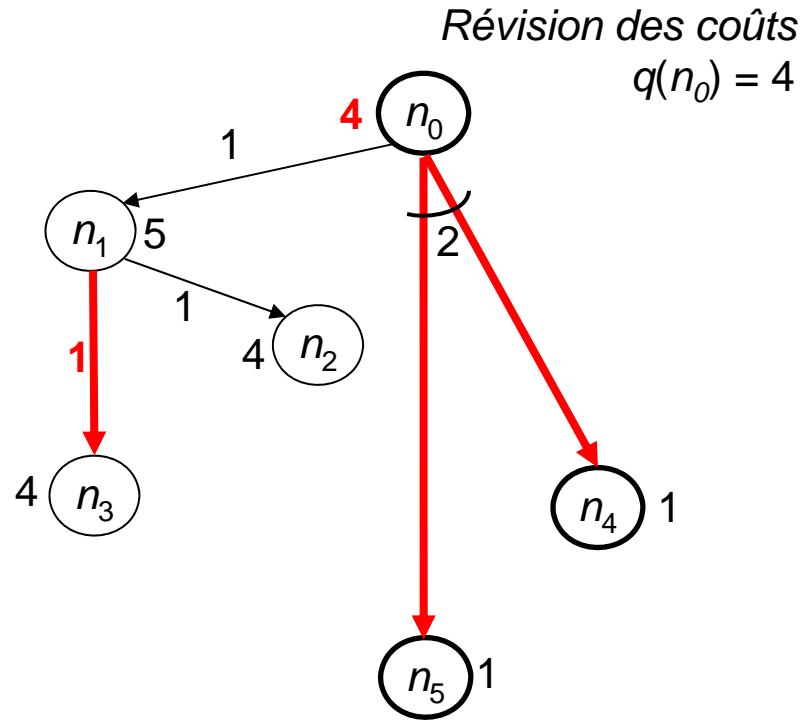 Révision des coûts
q(n₀) = 4
4 n₀
1
n₁ 5
2
1
1
4 n₂
4 n₃
n₄ 1
n₅ 1